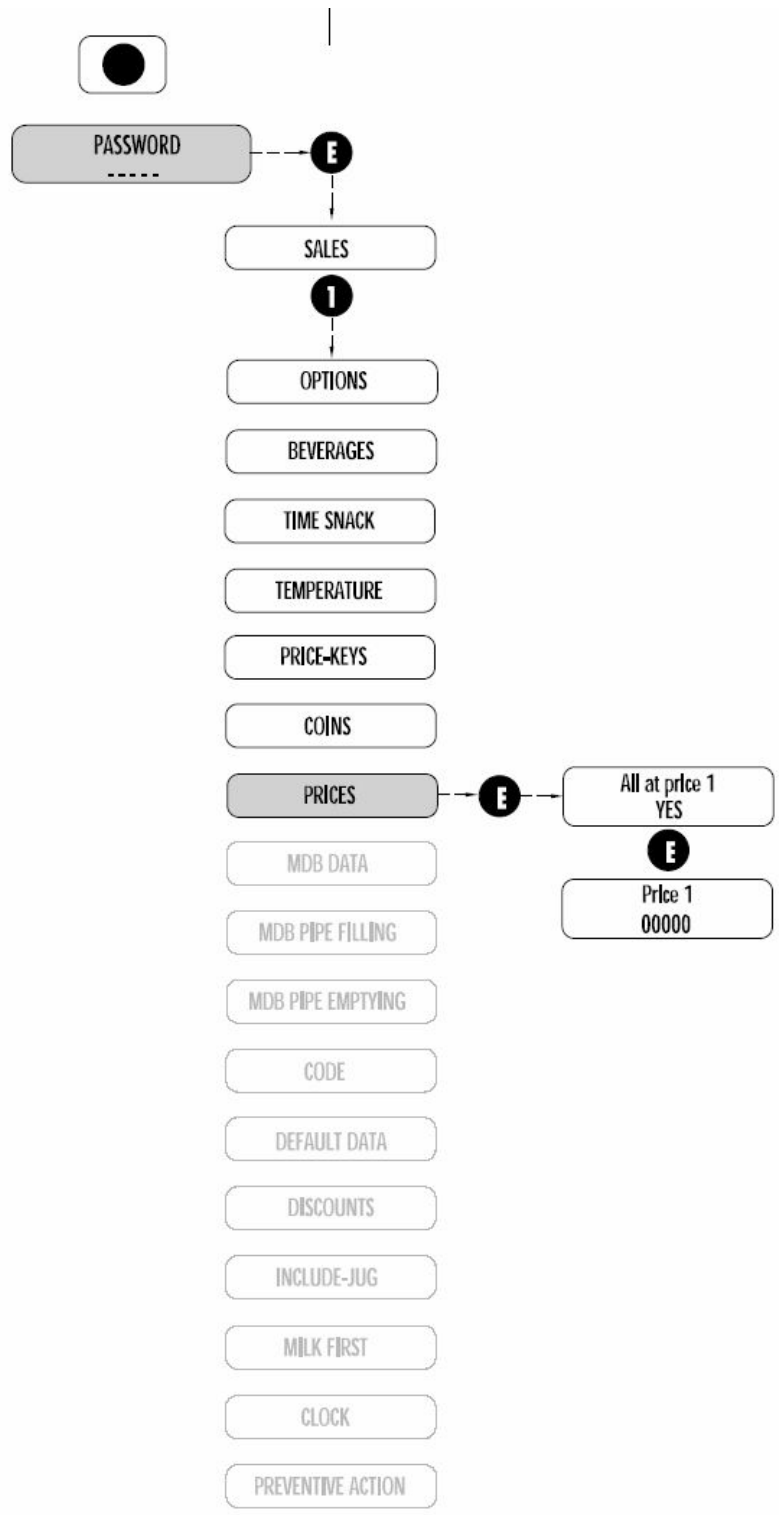 PASSWORD
-----
E
SALES
1
OPTIONS
BEVERAGES
TIME SNACK
TEMPERATURE
PRICE-KEYS
COINS
PRICES
E
All at price 1
YES
E
Price 1
00000
MDB DATA
MDB PIPE FILLING
MDB PIPE EMPTYING
CODE
DEFAULT DATA
DISCOUNTS
INCLUDE-JUG
MILK FIRST
CLOCK
PREVENTIVE ACTION